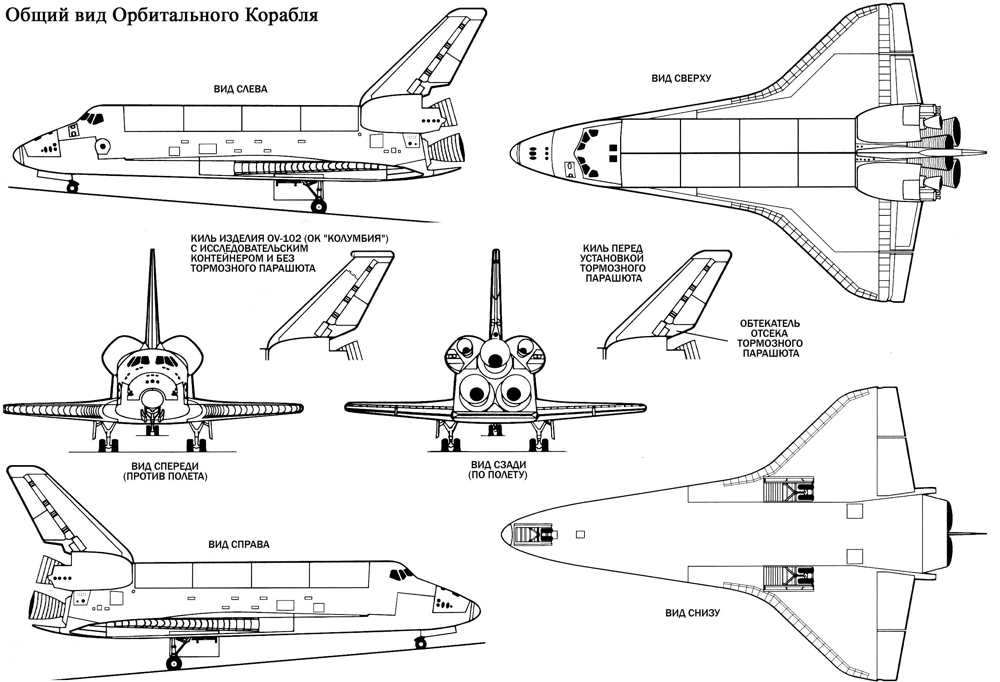 Общий вид Орбитального Корабля
ВИД СЛЕВА
ВИД СВЕРХУ
КИЛЬ ИЗДЕЛИЯ OV-102 (ОК "КОЛУМБИЯ")
С ИССЛЕДОВАТЕЛЬСКИМ
КОНТЕЙНЕРОМ И БЕЗ
ТОРМОЗНОГО ПАРАШЮТА
КИЛЬ ПЕРЕД
УСТАНОВКОЙ
ТОРМОЗНОГО
ПАРАШЮТА
ОБТЕКАТЕЛЬ
ОТСЕКА
ТОРМОЗНОГО
ПАРАШЮТА
ВИД СПЕРЕДИ
(ПРОТИВ ПОЛЕТА)
ВИД СЗАДИ
(ПО ПОЛЕТУ)
ВИД СПРАВА
ВИД СНИЗУ